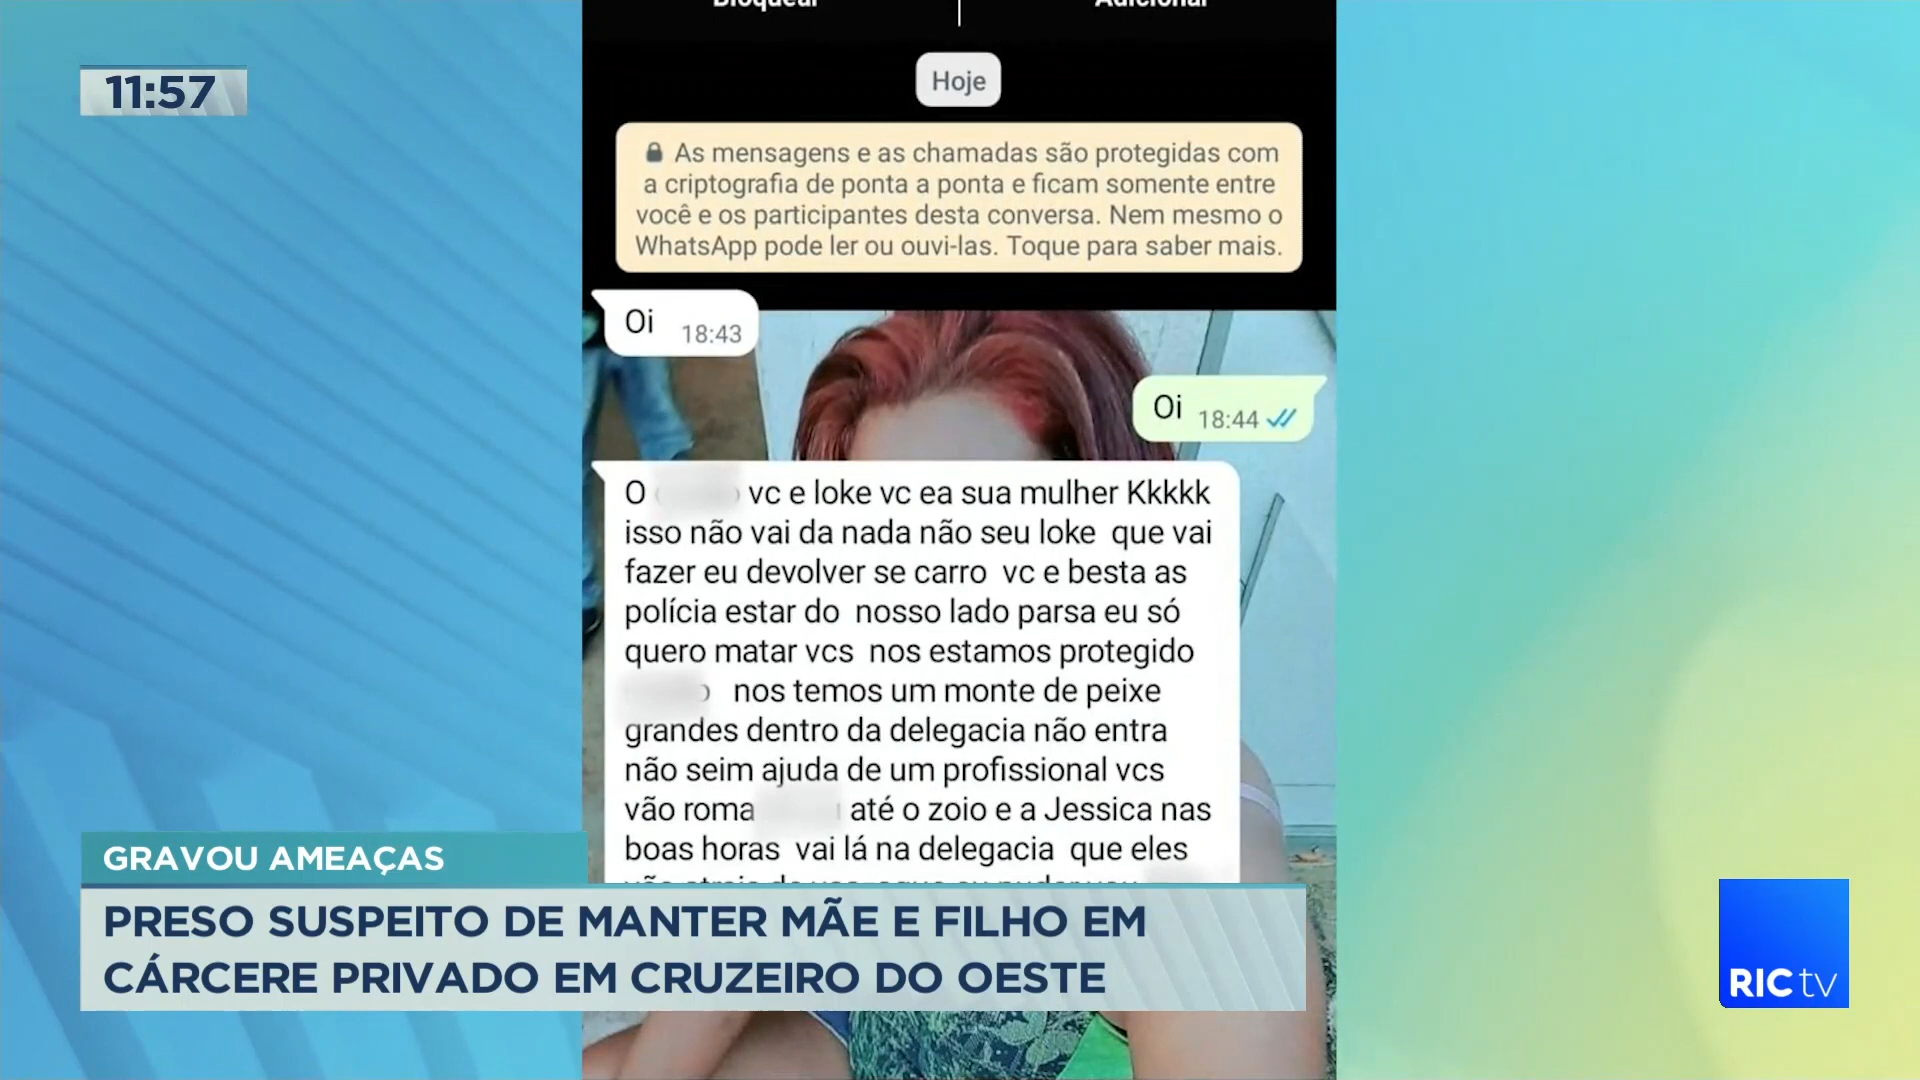 Bloquear
Adicionar
11:57
Hoje
As mensagens e as chamadas são protegidas com
a criptografia de ponta a ponta e ficam somente entre
você e os participantes desta conversa. Nem mesmo o
WhatsApp pode ler ou ouvi-las. Toque para saber mais.
Oi 18:43
Oi 18:44
O vc e loke vc ea sua mulher Kkkkk
isso não vai da nada não seu loke que vai
fazer eu devolver se carro vc e besta as
polícia estar do nosso lado parsa eu só
quero matar vcs nos estamos protegido
nos temos um monte de peixe
grandes dentro da delegacia não entra
não seim ajuda de um profissional vcs
vão roma até o zoio e a Jessica nas
boas horas vai lá na delegacia que eles
GRAVOU AMEAÇAS
PRESO SUSPEITO DE MANTER MÃE E FILHO EM
CÁRCERE PRIVADO EM CRUZEIRO DO OESTE
RIC tv